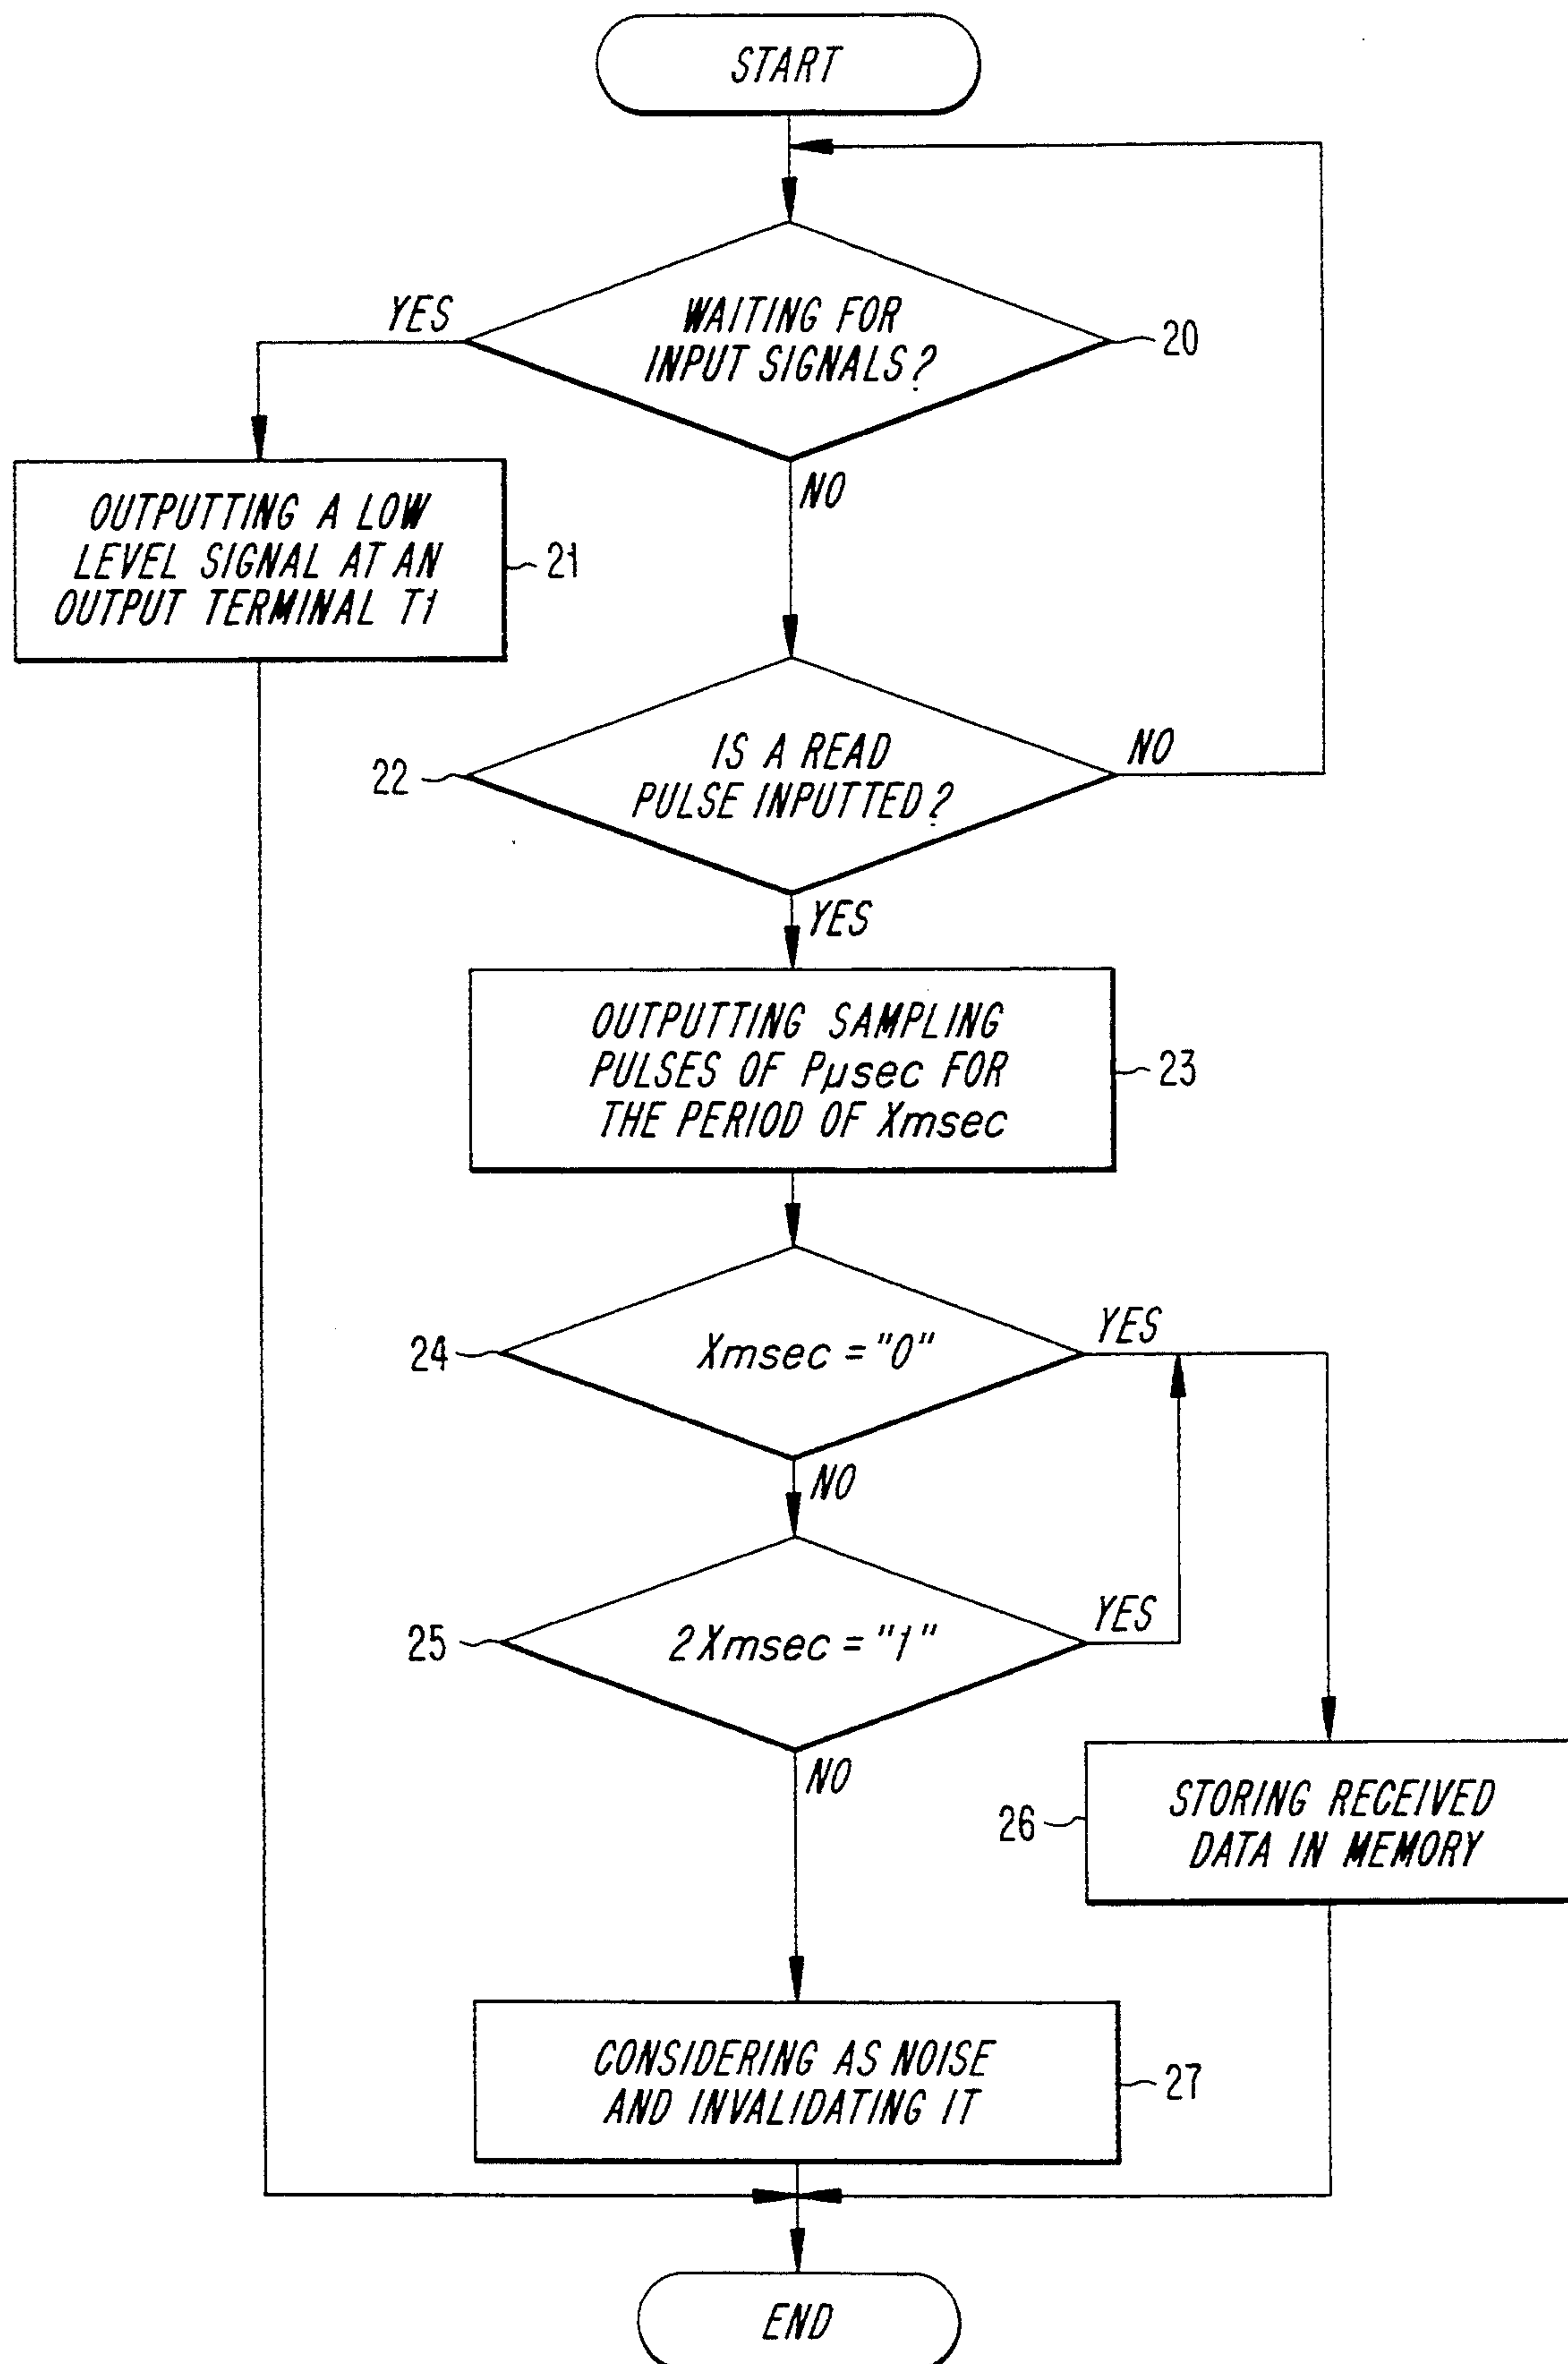 START
WAITING FOR
INPUT SIGNALS?
20
YES
NO
OUTPUTTING A LOW
LEVEL SIGNAL AT AN
OUTPUT TERMINAL T1
21
IS A READ
PULSE INPUTTED?
22
NO
YES
OUTPUTTING SAMPLING
PULSES OF Pμsec FOR
THE PERIOD OF Xmsec
23
Xmsec = "0"
24
YES
NO
2Xmsec = "1"
25
YES
NO
STORING RECEIVED
DATA IN MEMORY
26
CONSIDERING AS NOISE
AND INVALIDATING IT
27
END